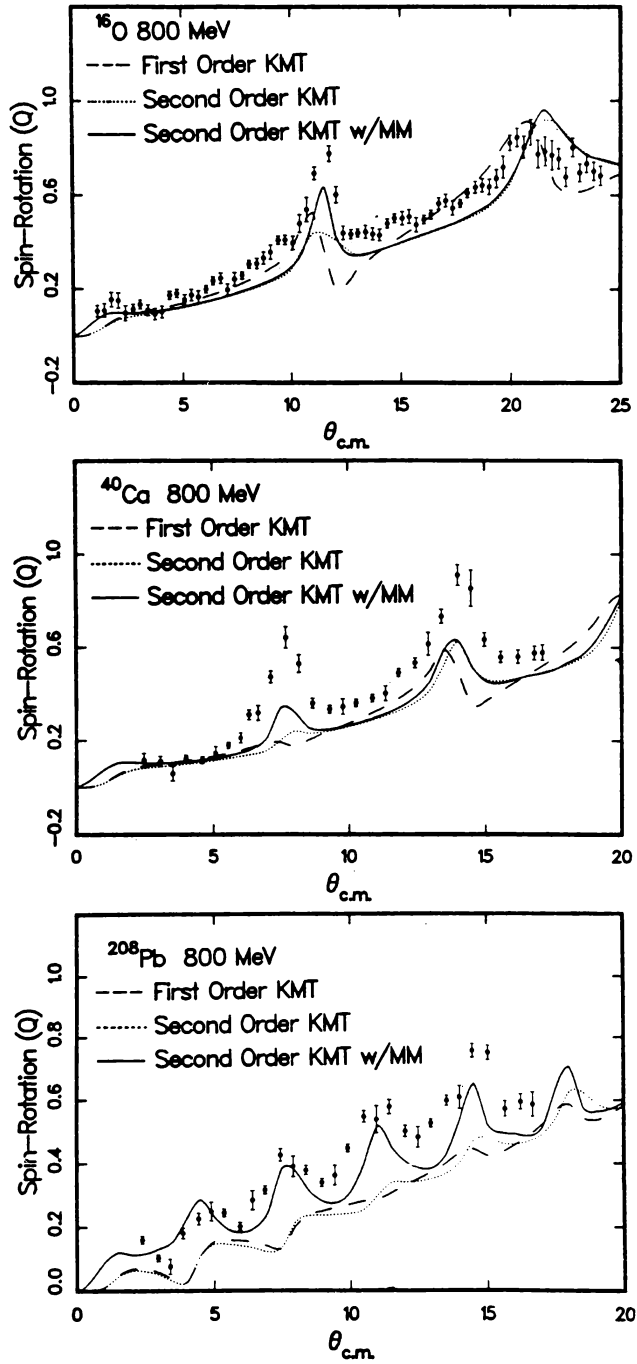 ¹⁶O 800 MeV
First Order KMT
Second Order KMT
Second Order KMT w/MM
Spin-Rotation (Q)
1.0
0.6
0.2
-0.2
0 5 10 15 20 25
θc.m.
⁴⁰Ca 800 MeV
First Order KMT
Second Order KMT
Second Order KMT w/MM
Spin-Rotation (Q)
1.0
0.6
0.2
-0.2
0 5 10 15 20
θc.m.
²⁰⁸Pb 800 MeV
First Order KMT
Second Order KMT
Second Order KMT w/MM
Spin-Rotation (Q)
1.0
0.8
0.6
0.4
0.2
0.0
0 5 10 15 20
θc.m.